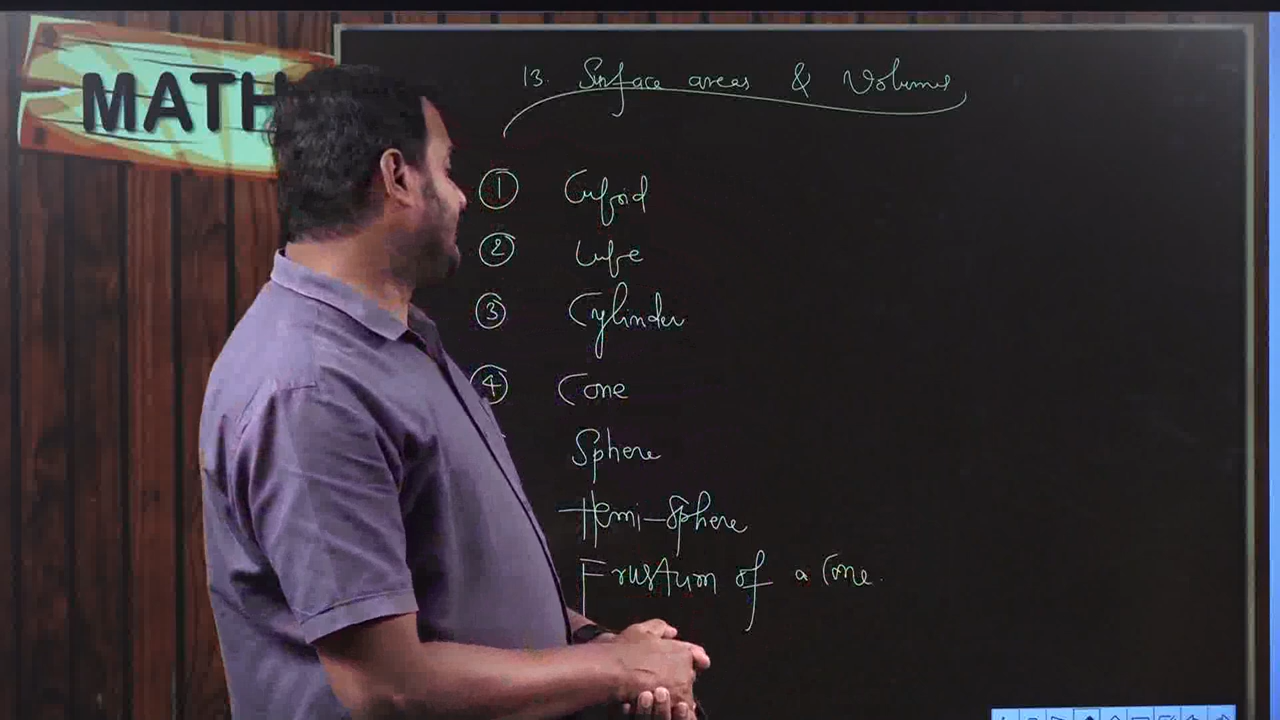 MATH
13. Surface areas & Volumes
① Cuboid
② Cube
③ Cylinder
④ Cone
Sphere
Hemi-Sphere
Frustum of a Cone.